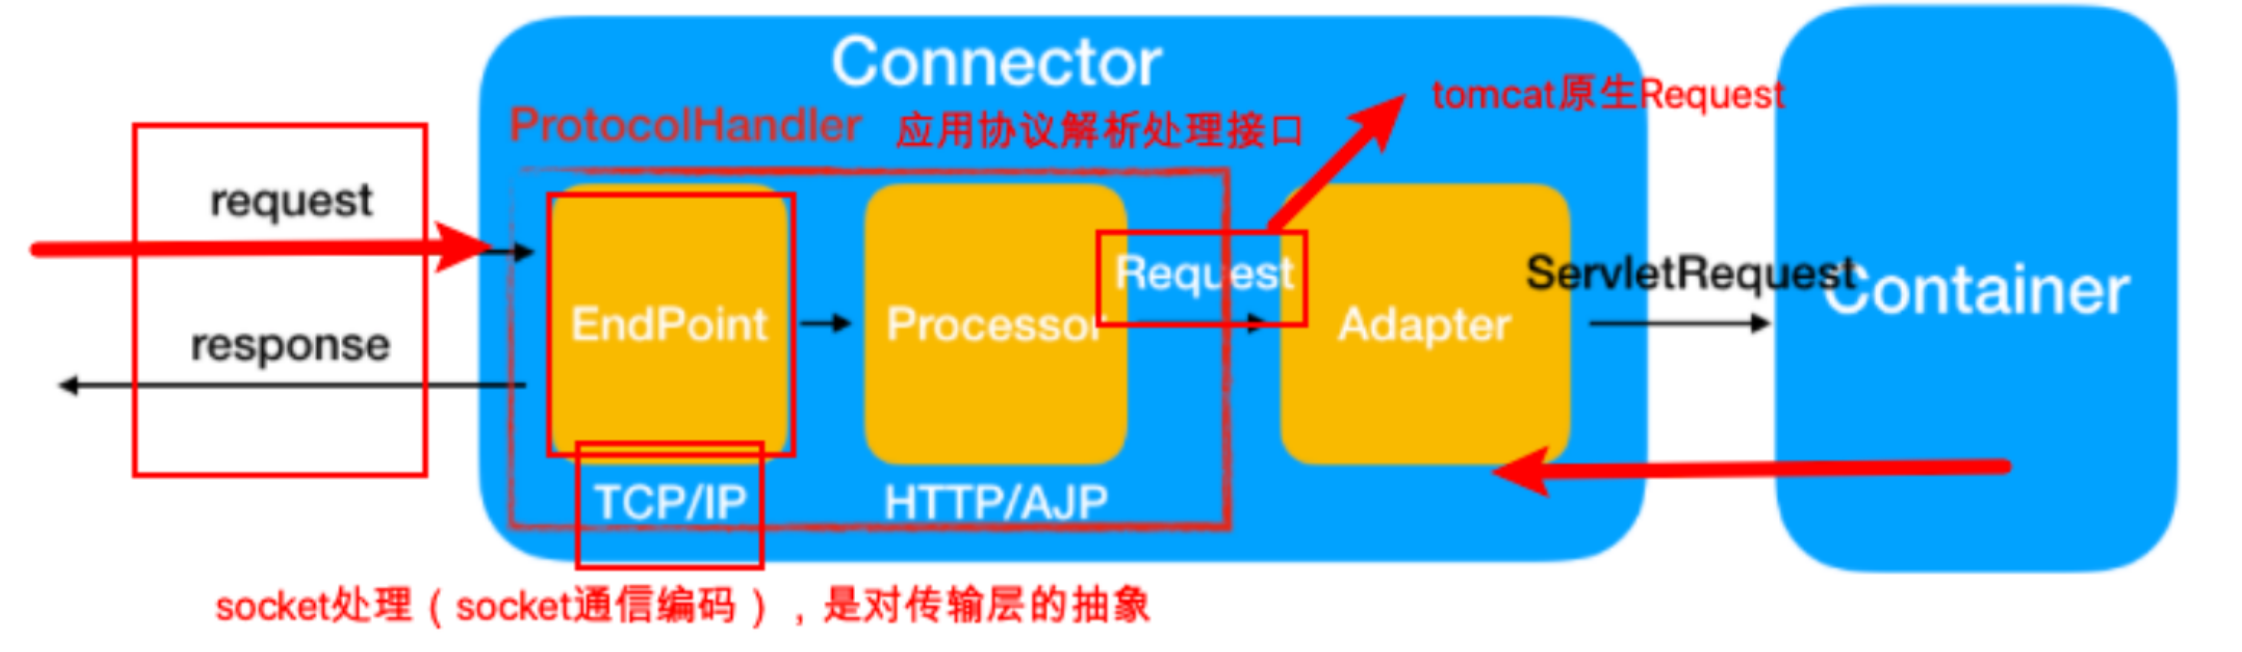 Connector
tomcat原生Request
ProtocolHandler 应用协议解析处理接口
request
response
EndPoint
Processor
Request
Adapter
ServletRequest
Container
TCP/IP
HTTP/AJP
socket处理（socket通信编码），是对传输层的抽象